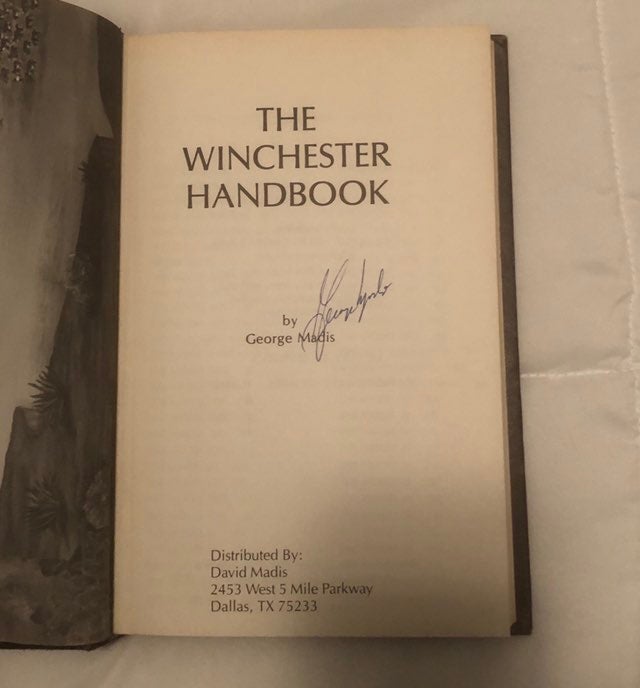 THE
WINCHESTER
HANDBOOK
by
George Madis
Distributed By:
David Madis
2453 West 5 Mile Parkway
Dallas, TX 75233